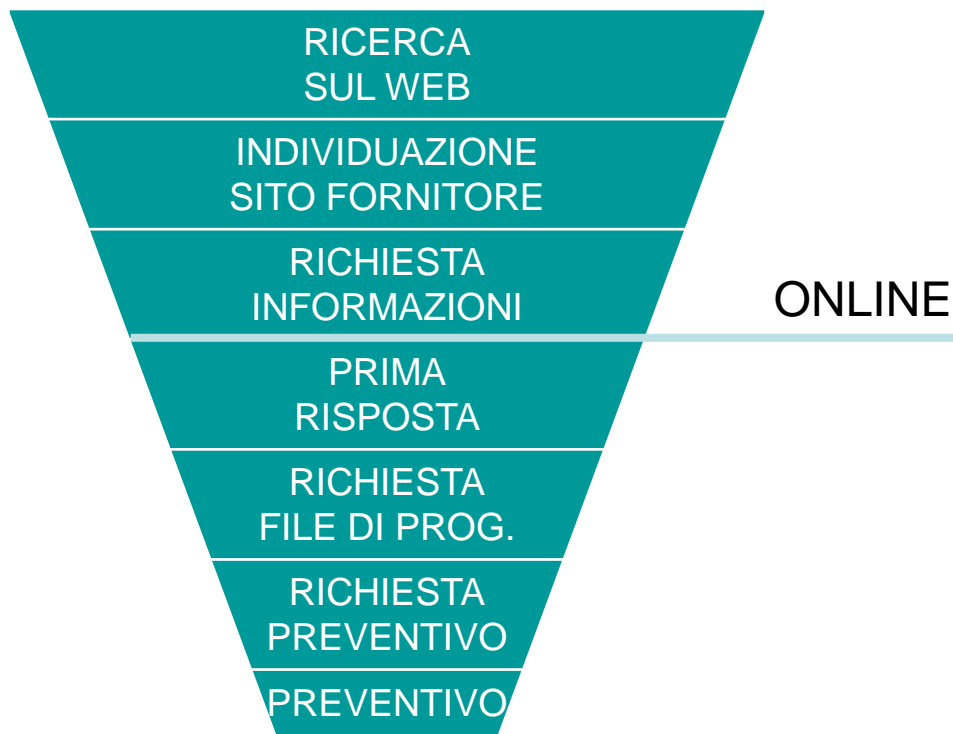 RICERCA
SUL WEB
INDIVIDUAZIONE
SITO FORNITORE
RICHIESTA
INFORMAZIONI
ONLINE
PRIMA
RISPOSTA
RICHIESTA
FILE DI PROG.
RICHIESTA
PREVENTIVO
PREVENTIVO